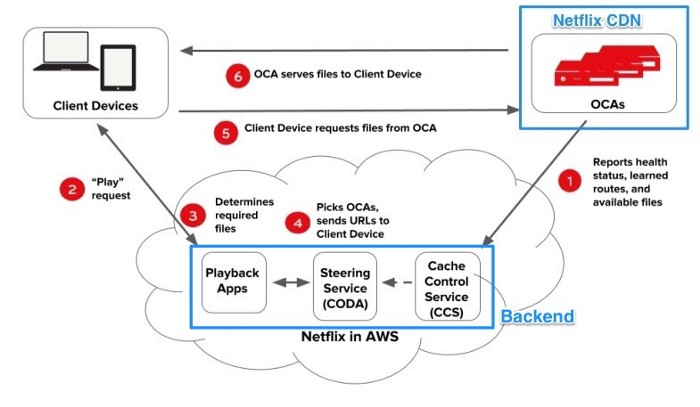 Netflix CDN
Client Devices
OCAs
6 OCA serves files to Client Device
5 Client Device requests files from OCA
1 Reports health
status, learned
routes, and
available files
2 “Play”
request
3 Determines
required
files
4 Picks OCAs,
sends URLs to
Client Device
Playback
Apps
Steering
Service
(CODA)
Cache
Control
Service
(CCS)
Backend
Netflix in AWS